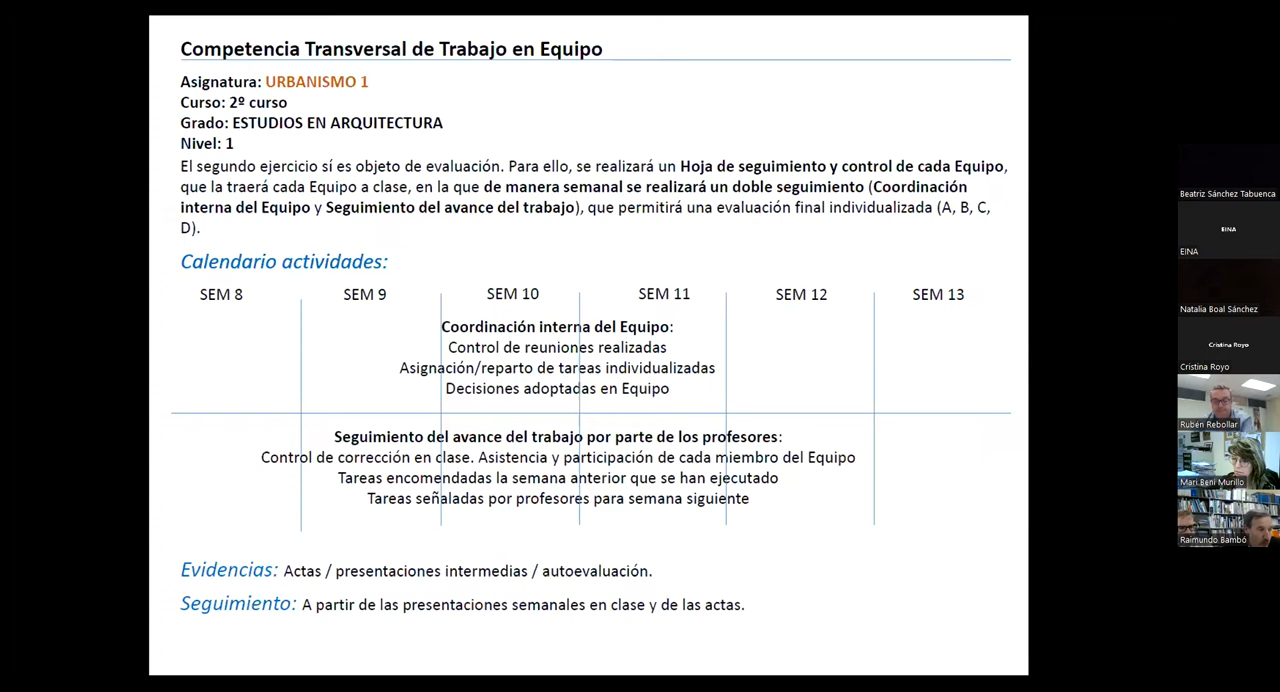 Competencia Transversal de Trabajo en Equipo
Asignatura: URBANISMO 1
Curso: 2º curso
Grado: ESTUDIOS EN ARQUITECTURA
Nivel: 1
El segundo ejercicio sí es objeto de evaluación. Para ello, se realizará un Hoja de seguimiento y control de cada Equipo,
que la traerá cada Equipo a clase, en la que de manera semanal se realizará un doble seguimiento (Coordinación
interna del Equipo y Seguimiento del avance del trabajo), que permitirá una evaluación final individualizada (A, B, C,
D).
Calendario actividades:
SEM 8 SEM 9 SEM 10 SEM 11 SEM 12 SEM 13
Coordinación interna del Equipo:
Control de reuniones realizadas
Asignación/reparto de tareas individualizadas
Decisiones adoptadas en Equipo
Seguimiento del avance del trabajo por parte de los profesores:
Control de corrección en clase. Asistencia y participación de cada miembro del Equipo
Tareas encomendadas la semana anterior que se han ejecutado
Tareas señaladas por profesores para semana siguiente
Evidencias: Actas / presentaciones intermedias / autoevaluación.
Seguimiento: A partir de las presentaciones semanales en clase y de las actas.
Beatriz Sánchez Tabuenca
EINA
EINA
Natalia Boal Sánchez
Cristina Royo
Cristina Royo
Rubén Rebollar
Mari.Beni Murillo
Raimundo Bambó